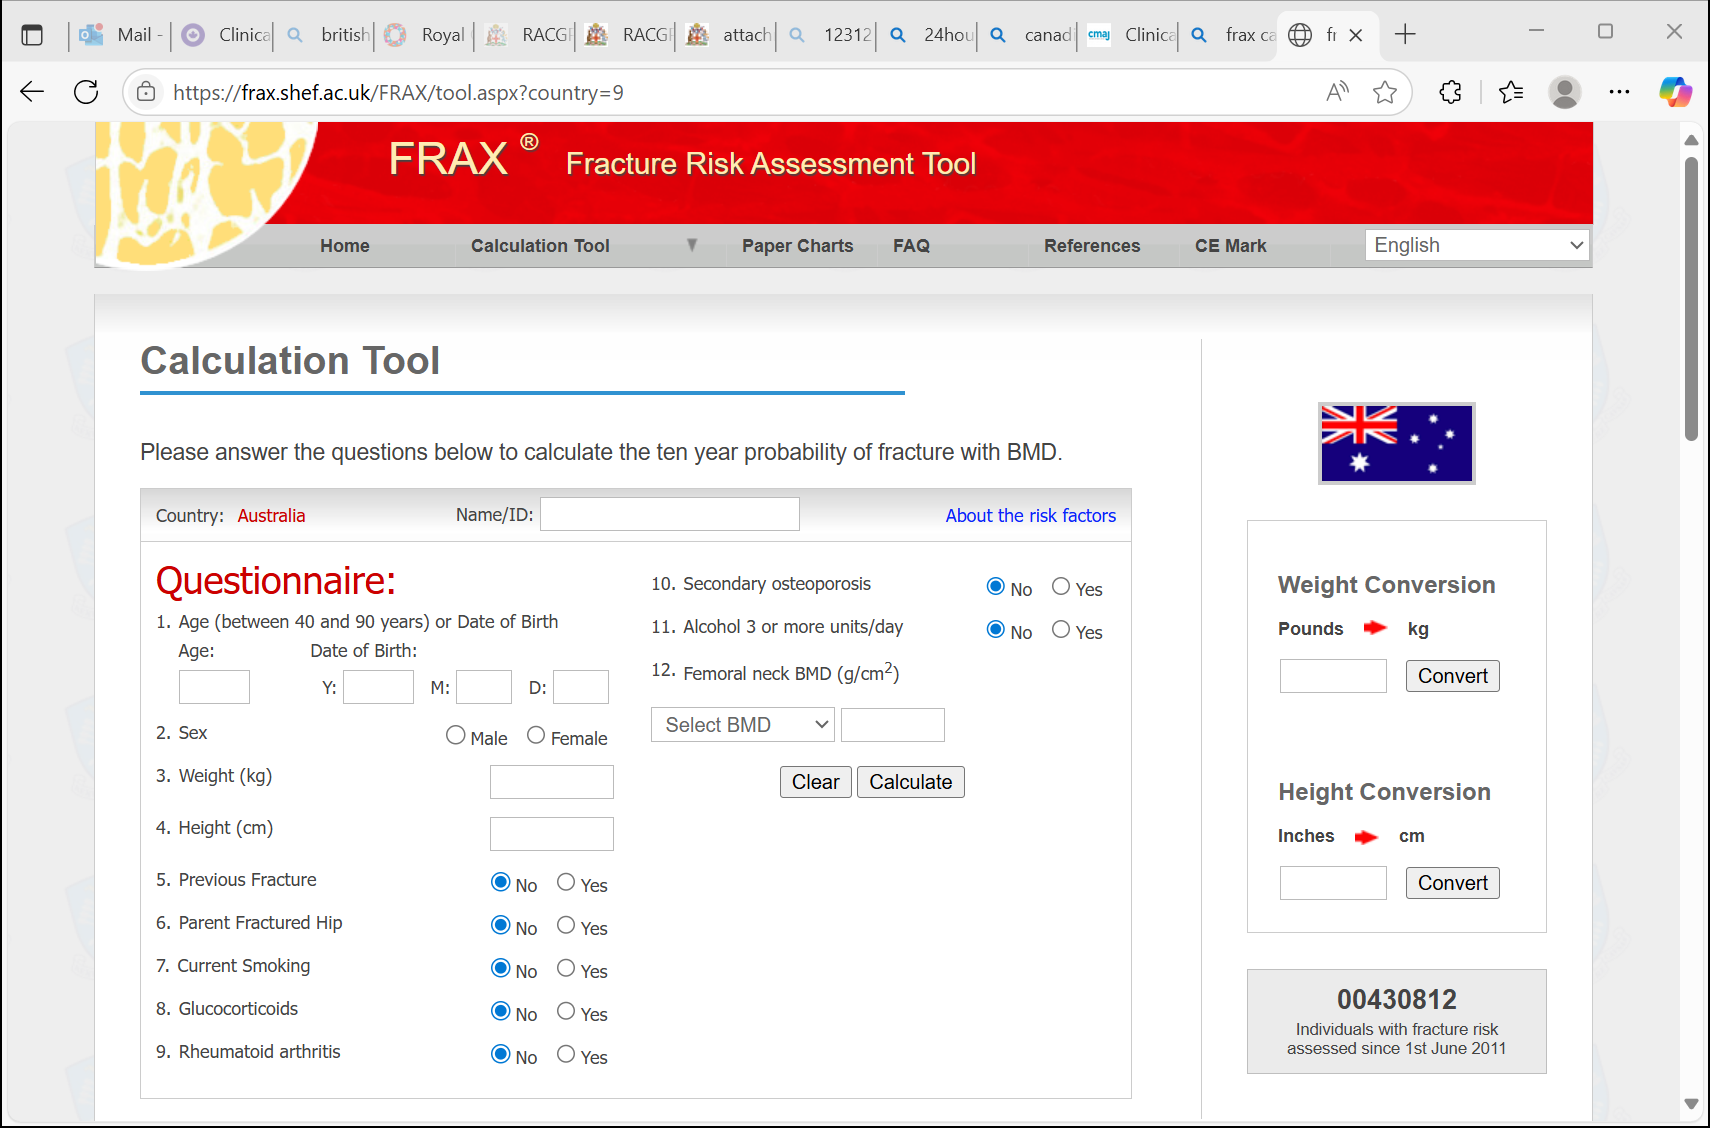 Mail -
Clinica
british
Royal
RACGP
RACGP
attach
12312
24hou
canadi
cmaj
Clinica
frax ca
fr
https://frax.shef.ac.uk/FRAX/tool.aspx?country=9
FRAX ® Fracture Risk Assessment Tool
Home Calculation Tool ▼ Paper Charts FAQ References CE Mark English
Calculation Tool
Please answer the questions below to calculate the ten year probability of fracture with BMD.
Country: Australia Name/ID: About the risk factors
Questionnaire:
1. Age (between 40 and 90 years) or Date of Birth
Age: Date of Birth:
Y: M: D:
2. Sex Male Female
3. Weight (kg)
4. Height (cm)
5. Previous Fracture No Yes
6. Parent Fractured Hip No Yes
7. Current Smoking No Yes
8. Glucocorticoids No Yes
9. Rheumatoid arthritis No Yes
10. Secondary osteoporosis No Yes
11. Alcohol 3 or more units/day No Yes
12. Femoral neck BMD (g/cm²)
Select BMD
Clear Calculate
Weight Conversion
Pounds kg
Convert
Height Conversion
Inches cm
Convert
00430812
Individuals with fracture risk
assessed since 1st June 2011